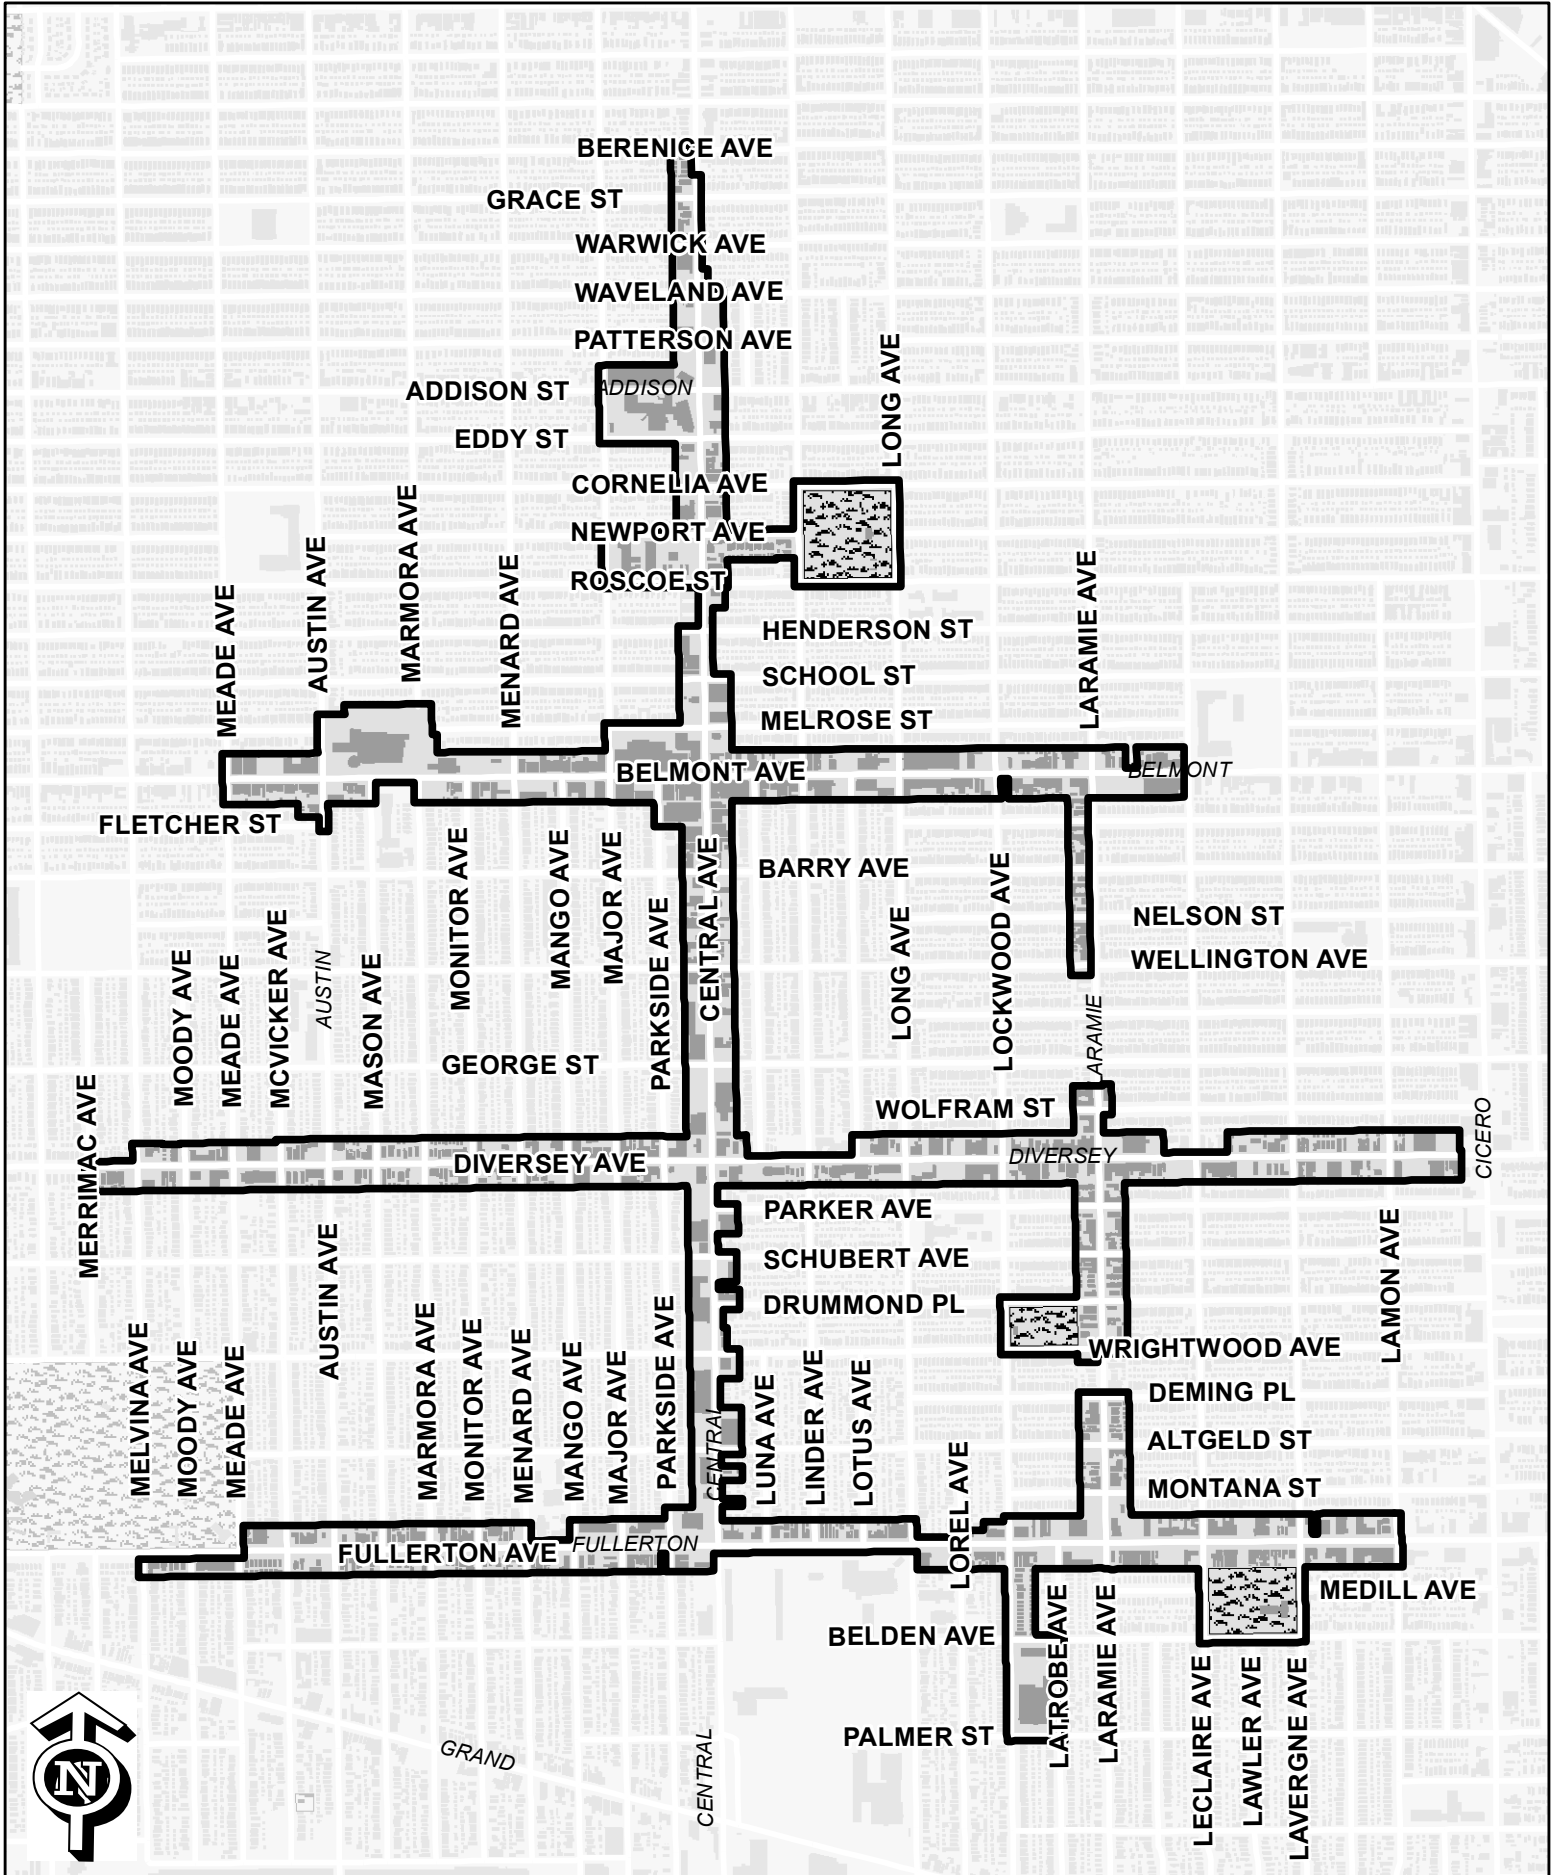 BERENICE AVE
GRACE ST
WARWICK AVE
WAVELAND AVE
PATTERSON AVE
ADDISON ST
ADDISON
LONG AVE
EDDY ST
CORNELIA AVE
MARMORA AVE
NEWPORT AVE
AUSTIN AVE
MENARD AVE
LARAMIE AVE
ROSCOE ST
MEADE AVE
HENDERSON ST
SCHOOL ST
MELROSE ST
BELMONT AVE
BELMONT
FLETCHER ST
MONITOR AVE
MANGO AVE
MAJOR AVE
CENTRAL AVE
BARRY AVE
LOCKWOOD AVE
PARKSIDE AVE
LONG AVE
NELSON ST
WELLINGTON AVE
MOODY AVE
MEADE AVE
MCVICKER AVE
AUSTIN
MASON AVE
LARAMIE
GEORGE ST
MERRIMAC AVE
WOLFRAM ST
CICERO
DIVERSEY AVE
DIVERSEY
PARKER AVE
SCHUBERT AVE
DRUMMOND PL
AUSTIN AVE
LAMON AVE
WRIGHTWOOD AVE
MELVINA AVE
MOODY AVE
MEADE AVE
MARMORA AVE
MONITOR AVE
MENARD AVE
MANGO AVE
MAJOR AVE
PARKSIDE AVE
CENTRAL
LUNA AVE
LINDER AVE
LOTUS AVE
DEMING PL
ALTGELD ST
MONTANA ST
LOREL AVE
FULLERTON AVE
FULLERTON
MEDILL AVE
BELDEN AVE
LATROBE AVE
LARAMIE AVE
LECLAIRE AVE
LAWLER AVE
LAVERGNE AVE
PALMER ST
GRAND
CENTRAL
N